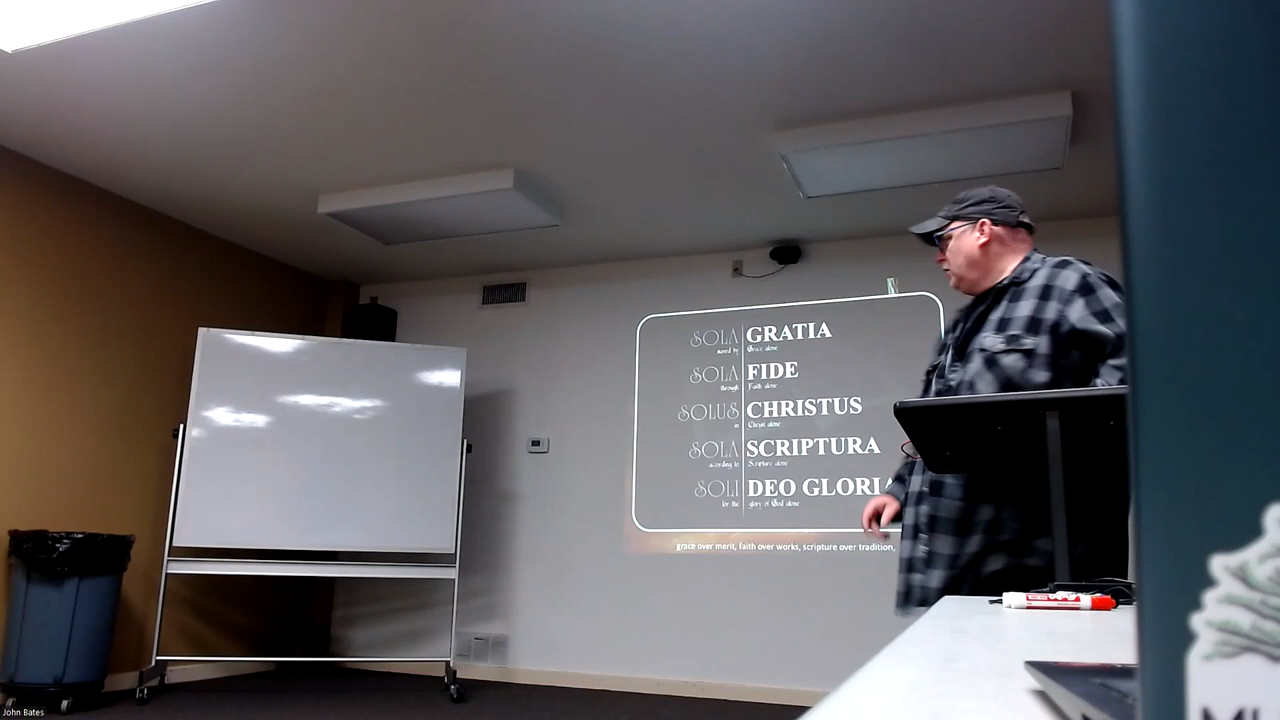 SOLA GRATIA
saved by Grace alone
SOLA FIDE
through Faith alone
SOLUS CHRISTUS
in Christ alone
SOLA SCRIPTURA
according to Scripture alone
SOLI DEO GLORIA
for the glory of God alone
grace over merit, faith over works, scripture over tradition,
John Bates